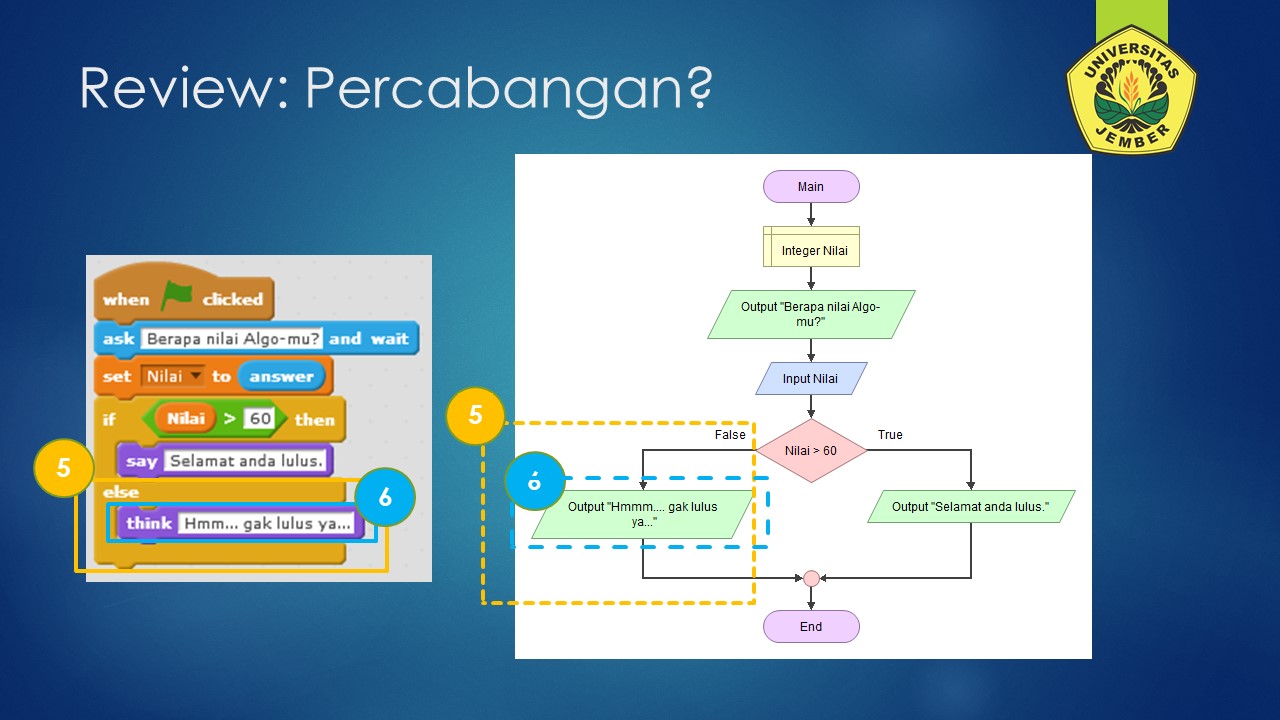 Review: Percabangan?
UNIVERSITAS
JEMBER
when clicked
ask Berapa nilai Algo-mu? and wait
set Nilai to answer
if Nilai > 60 then
say Selamat anda lulus.
else
think Hmm... gak lulus ya...
5
6
Main
Integer Nilai
Output "Berapa nilai Algo-
mu?"
Input Nilai
5
False
True
Nilai > 60
6
Output "Hmmm.... gak lulus
ya..."
Output "Selamat anda lulus."
End